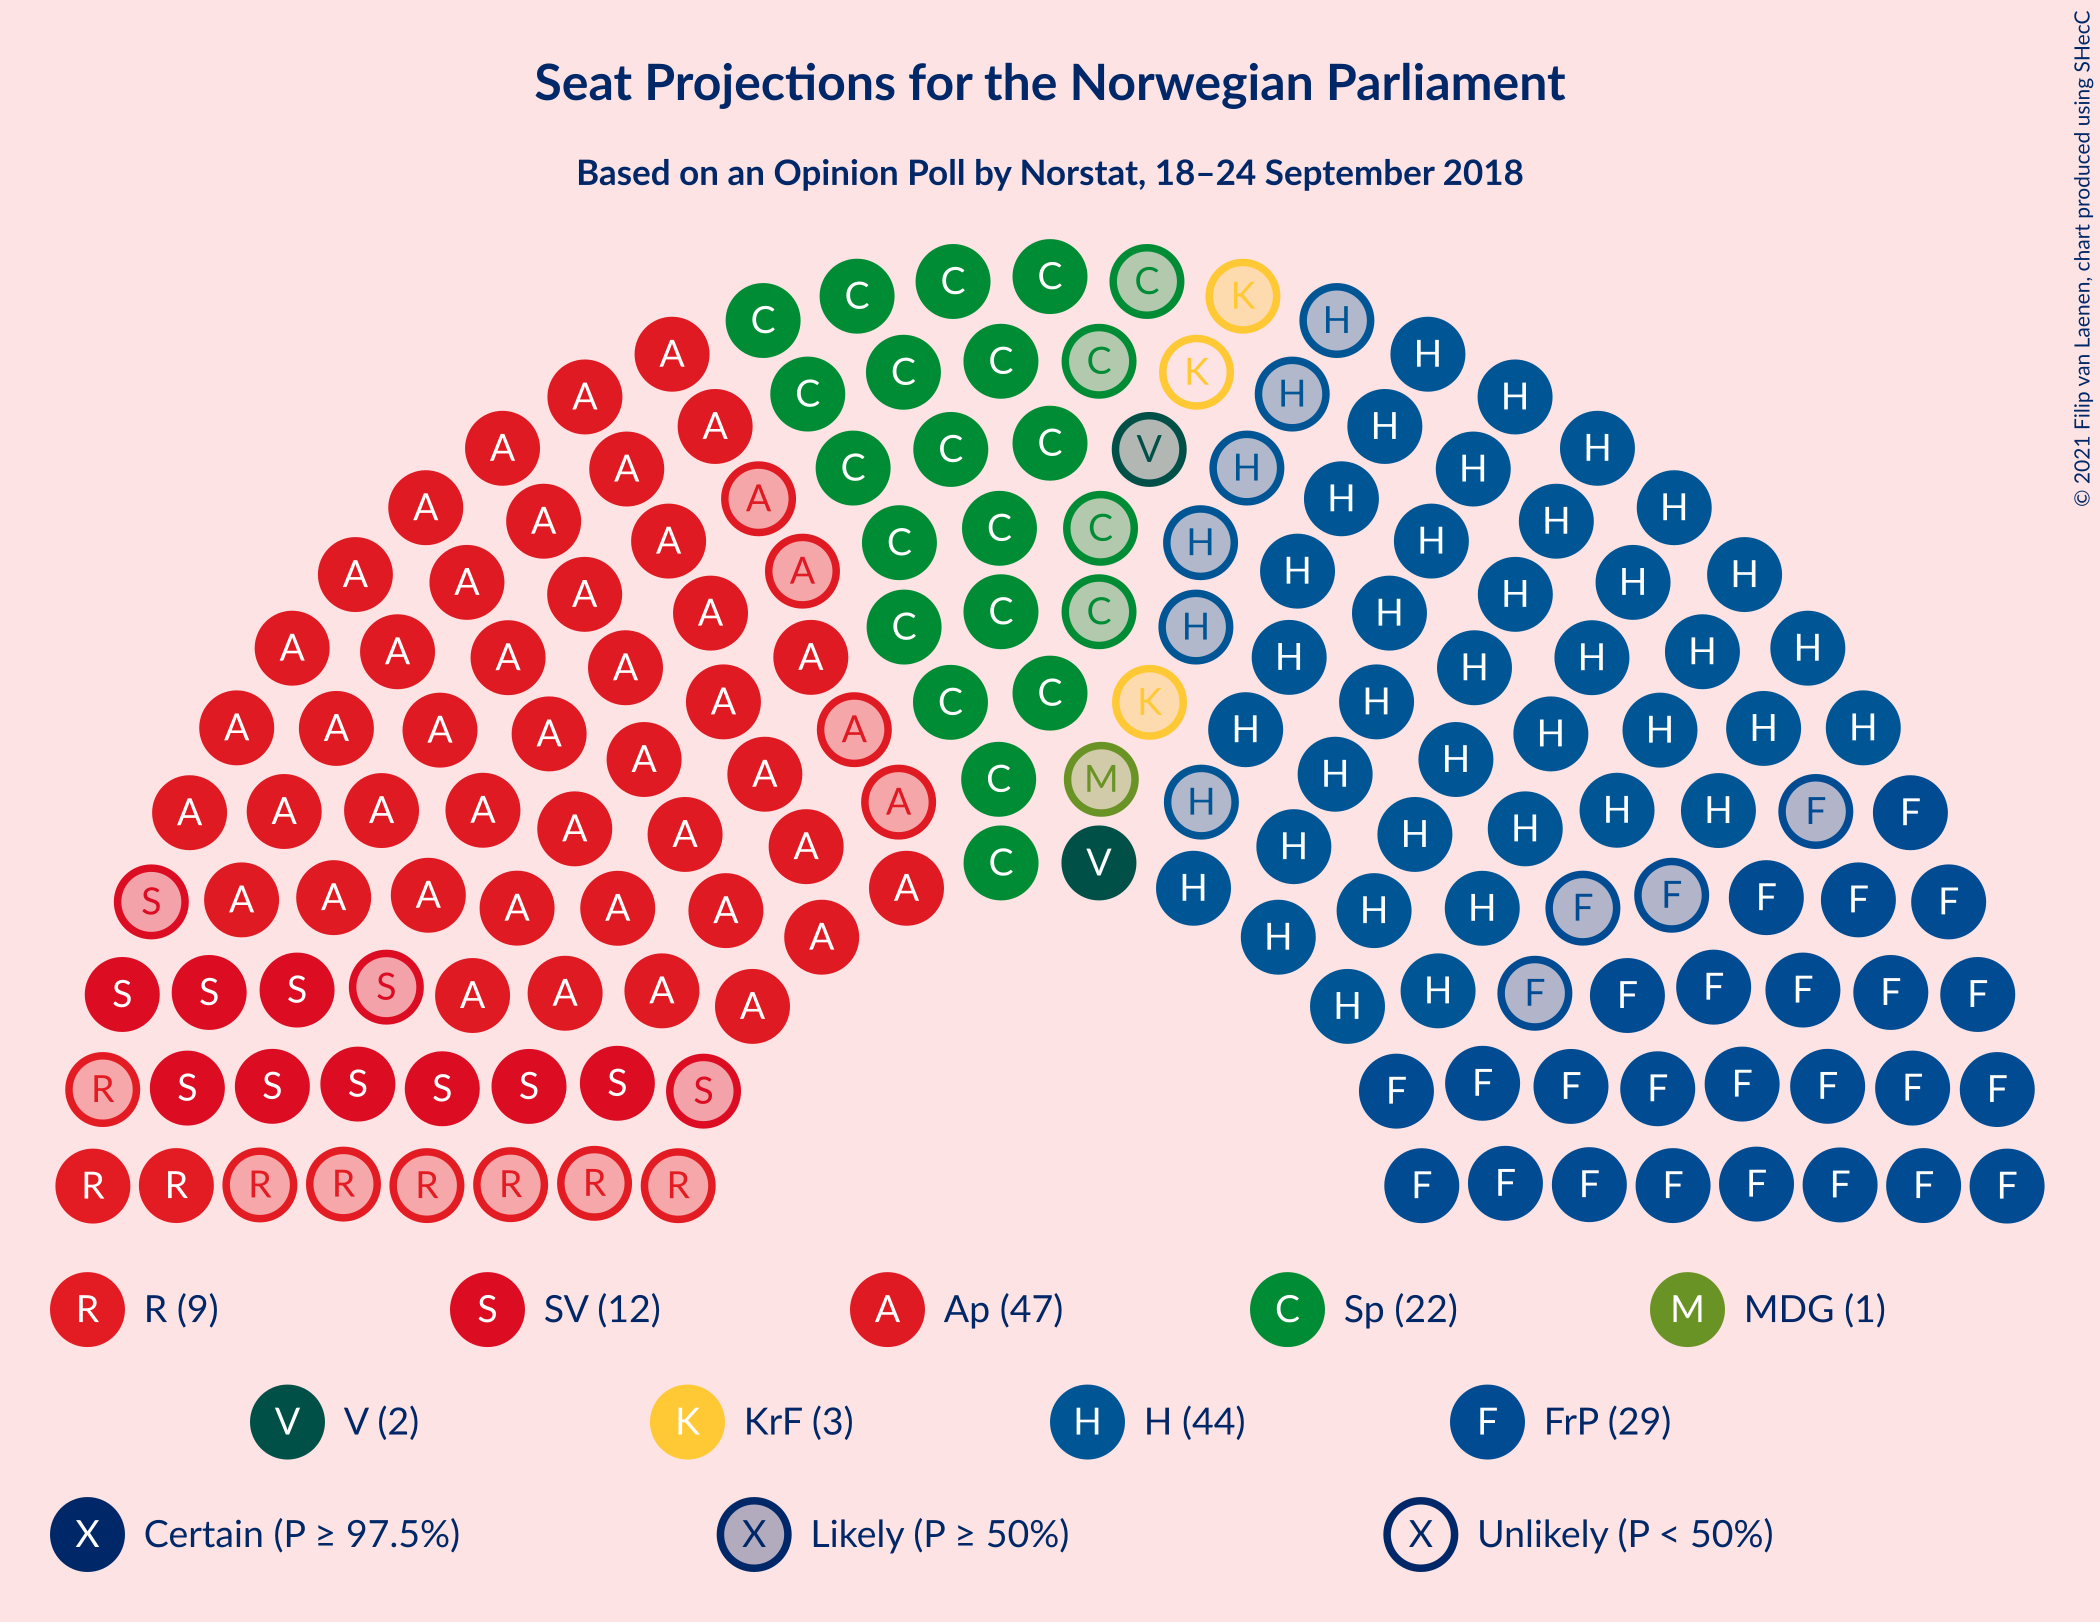 © 2021 Filip van Laenen, chart produced using SHecC
Seat Projections for the Norwegian Parliament
Based on an Opinion Poll by Norstat, 18–24 September 2018
C C C C K
C H
A C C C K H
A C H H
A A C C V H H
A C H H
A A H H
A A C C C H H H
A A A A H H H H
A C C C H H
A A A A A H H H H H
A C C K H
A A A A A H H H H H
A A C M H H
A A A A A H H H F F
A A A C V H H H
S A A A A A A A H H H F F F F F
A H
S S S S A A A A H H F F F F F F
R S S S S S S S F F F F F F F F
R R R R R R R R F F F F F F F F
R R (9) S SV (12) A Ap (47) C Sp (22) M MDG (1)
V V (2) K KrF (3) H H (44) F FrP (29)
X Certain (P ≥ 97.5%) X Likely (P ≥ 50%) X Unlikely (P < 50%)